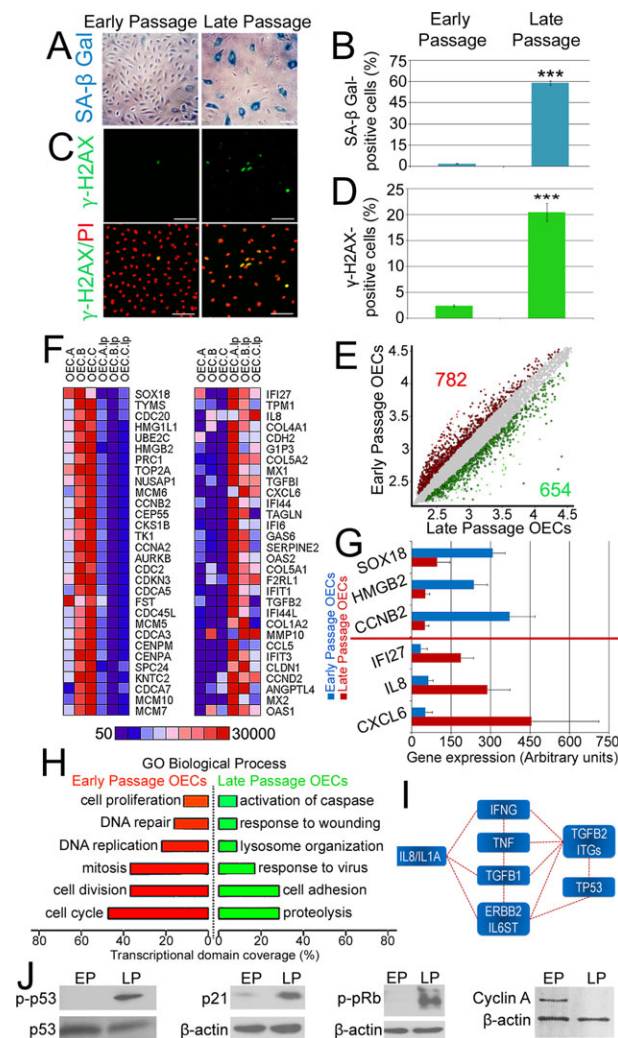 Early Passage Late Passage
A
SA-β Gal
B
Early Passage
Late Passage
SA-β Gal-positive cells (%)
75
60
45
30
15
0
***
C
γ-H2AX
γ-H2AX/PI
D
γ-H2AX-positive cells (%)
25
20
15
10
5
0
***
F
OEC.A
OEC.B
OEC.C
OEC.A.lp
OEC.B.lp
OEC.C.lp
OEC.A
OEC.B
OEC.C
OEC.A.lp
OEC.B.lp
OEC.C.lp
SOX18
TYMS
CDC20
HMG1L1
UBE2C
HMGB2
PRC1
TOP2A
NUSAP1
MCM6
CCNB2
CEP55
CKS1B
TK1
CCNA2
AURKB
CDC2
CDKN3
CDCA5
FST
CDC45L
MCM5
CDCA3
CENPM
CENPA
SPC24
KNTC2
CDCA7
MCM10
MCM7
IFI27
TPM1
IL8
COL4A1
CDH2
G1P3
COL5A2
MX1
TGFBI
CXCL6
IFI44
TAGLN
IFI6
GAS6
SERPINE2
OAS2
COL5A1
F2RL1
IFIT1
TGFB2
IFI44L
COL1A2
MMP10
CCL5
IFIT3
CLDN1
CCND2
ANGPTL4
MX2
OAS1
50
30000
E
Early Passage OECs
4.5
4
3.5
3
2.5
782
654
2.5 3 3.5 4 4.5
Late Passage OECs
G
Early Passage OECs
Late Passage OECs
SOX18
HMGB2
CCNB2
IFI27
IL8
CXCL6
0 150 300 450 600 750
Gene expression (Arbitrary units)
H
GO Biological Process
Early Passage OECs Late Passage OECs
cell proliferation activation of caspase
DNA repair response to wounding
DNA replication lysosome organization
mitosis response to virus
cell division cell adhesion
cell cycle proteolysis
80 60 40 20 0 20 40 60 80
Transcriptional domain coverage (%)
I
IL8/IL1A
IFNG
TNF
TGFB1
ERBB2
IL6ST
TGFB2
ITGs
TP53
J
EP LP
p-p53
p53
EP LP
p21
β-actin
EP LP
p-pRb
β-actin
EP LP
Cyclin A
β-actin